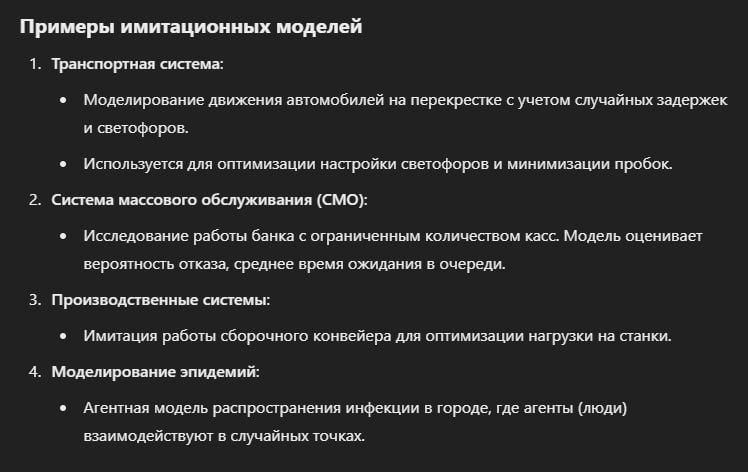 Примеры имитационных моделей
1. Транспортная система:
• Моделирование движения автомобилей на перекрестке с учетом случайных задержек
и светофоров.
• Используется для оптимизации настройки светофоров и минимизации пробок.
2. Система массового обслуживания (СМО):
• Исследование работы банка с ограниченным количеством касс. Модель оценивает
вероятность отказа, среднее время ожидания в очереди.
3. Производственные системы:
• Имитация работы сборочного конвейера для оптимизации нагрузки на станки.
4. Моделирование эпидемий:
• Агентная модель распространения инфекции в городе, где агенты (люди)
взаимодействуют в случайных точках.